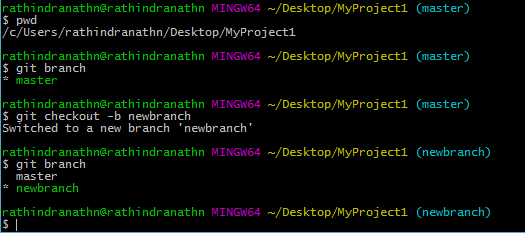 rathindranathn@rathindranathn MINGW64 ~/Desktop/MyProject1 (master)
$ pwd
/c/Users/rathindranathn/Desktop/MyProject1
rathindranathn@rathindranathn MINGW64 ~/Desktop/MyProject1 (master)
$ git branch
* master
rathindranathn@rathindranathn MINGW64 ~/Desktop/MyProject1 (master)
$ git checkout -b newbranch
Switched to a new branch 'newbranch'
rathindranathn@rathindranathn MINGW64 ~/Desktop/MyProject1 (newbranch)
$ git branch
  master
* newbranch
rathindranathn@rathindranathn MINGW64 ~/Desktop/MyProject1 (newbranch)
$